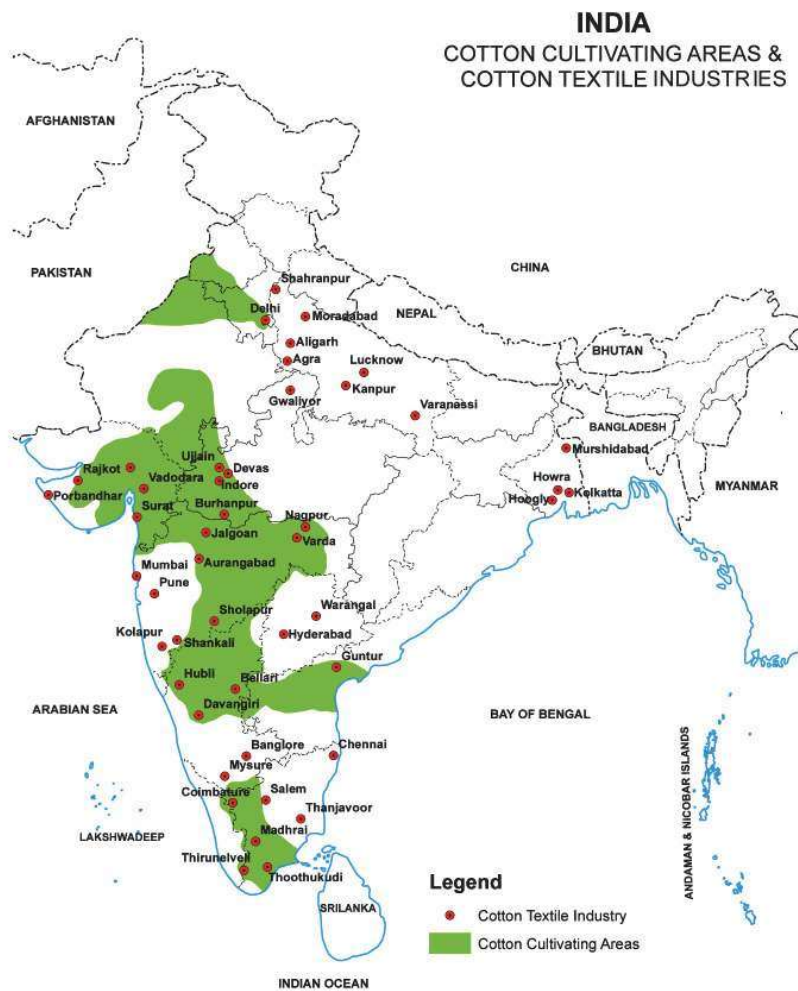 INDIA
COTTON CULTIVATING AREAS &
COTTON TEXTILE INDUSTRIES
AFGHANISTAN
PAKISTAN
CHINA
Shahranpur
Delhi
Moradabad
NEPAL
Aligarh
Agra
Lucknow
BHUTAN
Kanpur
Gwaliyor
Varanassi
BANGLADESH
Murshidabad
Ujjain
Rajkot
Devas
Vadodara
Indore
Howra
MYANMAR
Porbandhar
Kolkatta
Hoogly
Burhanpur
Surat
Nagpur
Jalgoan
Varda
Mumbai
Aurangabad
Pune
Sholapur
Warangal
Kolapur
Hyderabad
Shankali
Guntur
Hubli
Bellari
ARABIAN SEA
Davangiri
BAY OF BENGAL
Banglore
Chennai
Mysure
Coimbature
Salem
Thanjavoor
LAKSHWADEEP
Madhrai
ANDAMAN & NICOBAR ISLANDS
Thirunelveli
Thoothukudi
Legend
SRILANKA
Cotton Textile Industry
Cotton Cultivating Areas
INDIAN OCEAN